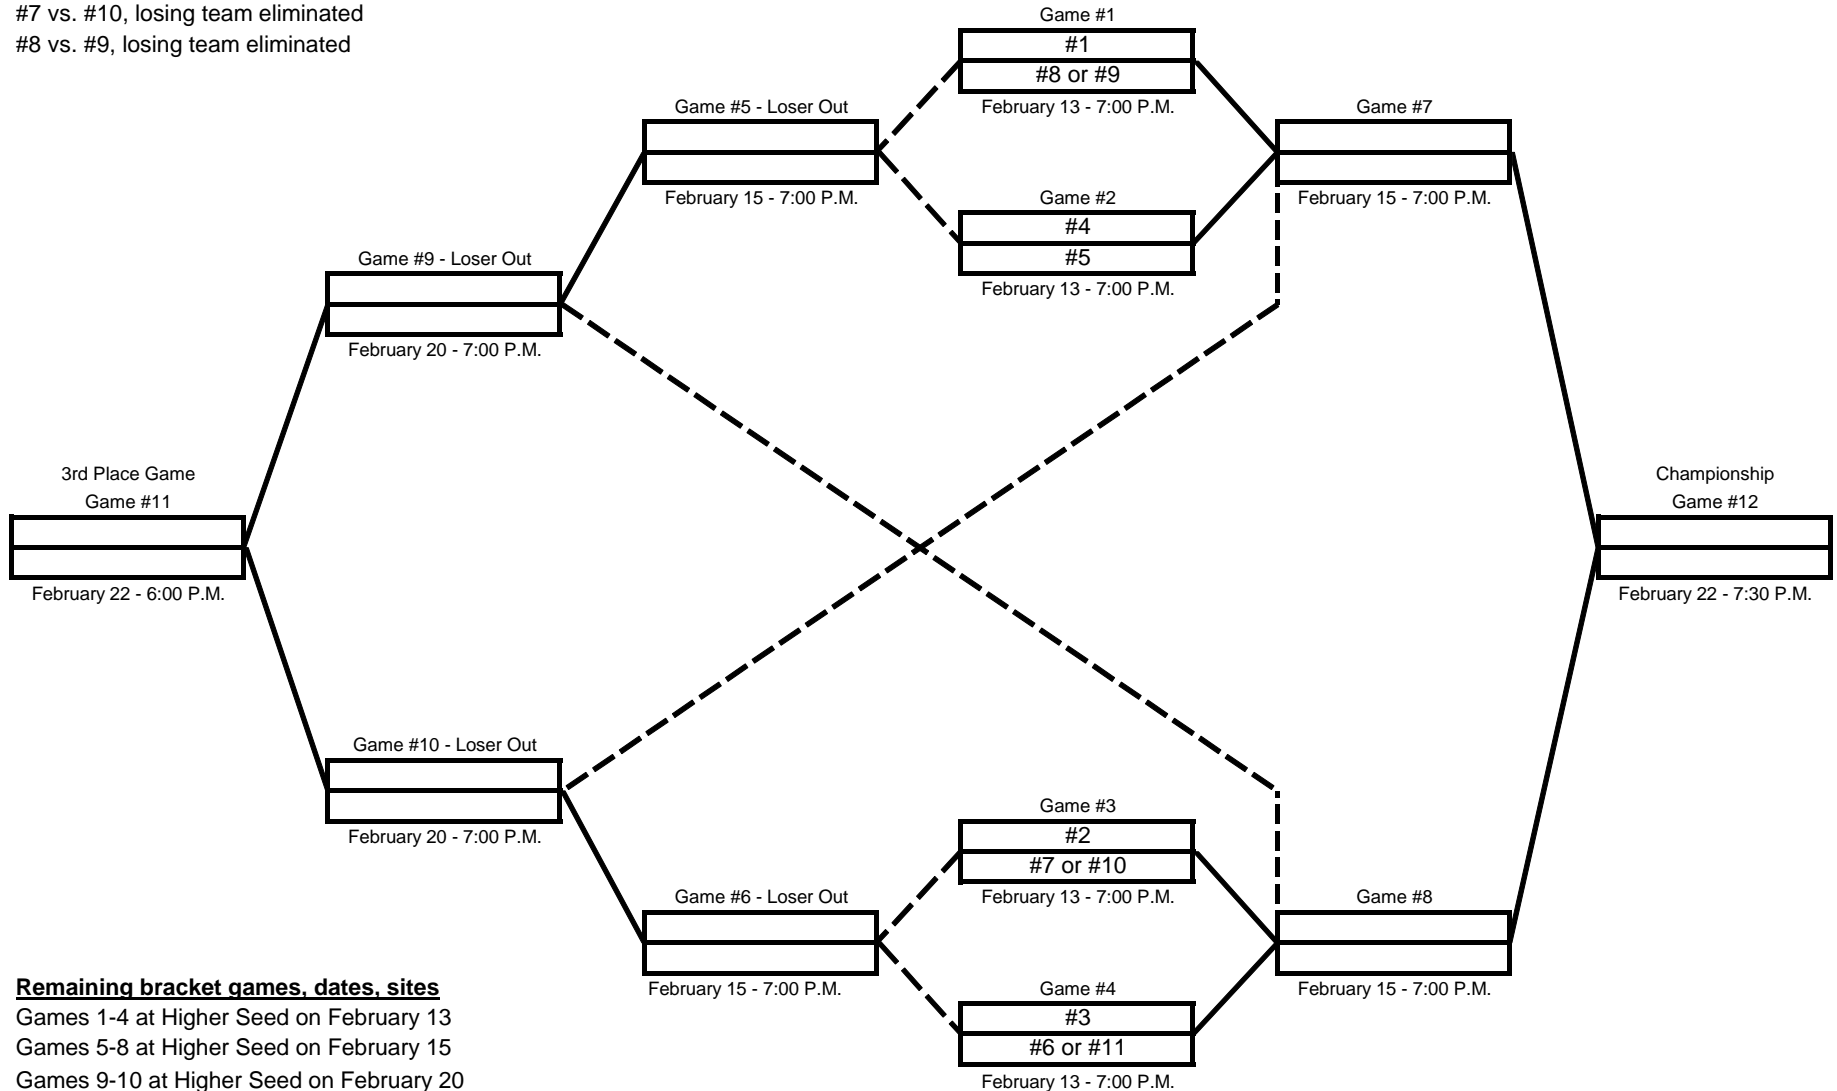 #7 vs. #10, losing team eliminated
#8 vs. #9, losing team eliminated
Game #1
#1
#8 or #9
February 13 - 7:00 P.M.
Game #5 - Loser Out
February 15 - 7:00 P.M.
Game #7
February 15 - 7:00 P.M.
Game #2
#4
#5
February 13 - 7:00 P.M.
Game #9 - Loser Out
February 20 - 7:00 P.M.
3rd Place Game
Game #11
February 22 - 6:00 P.M.
Championship
Game #12
February 22 - 7:30 P.M.
Game #10 - Loser Out
February 20 - 7:00 P.M.
Game #3
#2
#7 or #10
February 13 - 7:00 P.M.
Game #6 - Loser Out
February 15 - 7:00 P.M.
Game #8
February 15 - 7:00 P.M.
Game #4
#3
#6 or #11
February 13 - 7:00 P.M.
Remaining bracket games, dates, sites
Games 1-4 at Higher Seed on February 13
Games 5-8 at Higher Seed on February 15
Games 9-10 at Higher Seed on February 20